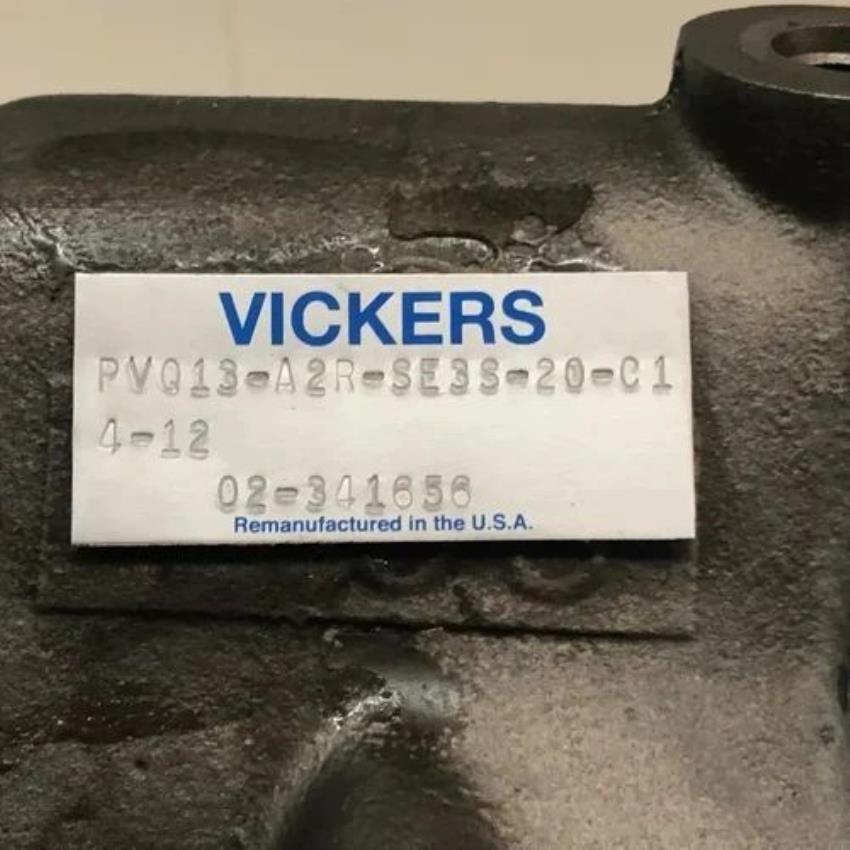 VICKERS
PVQ13-A2R-SE3S-20-C1
4-12
02-341656
Remanufactured in the U.S.A.